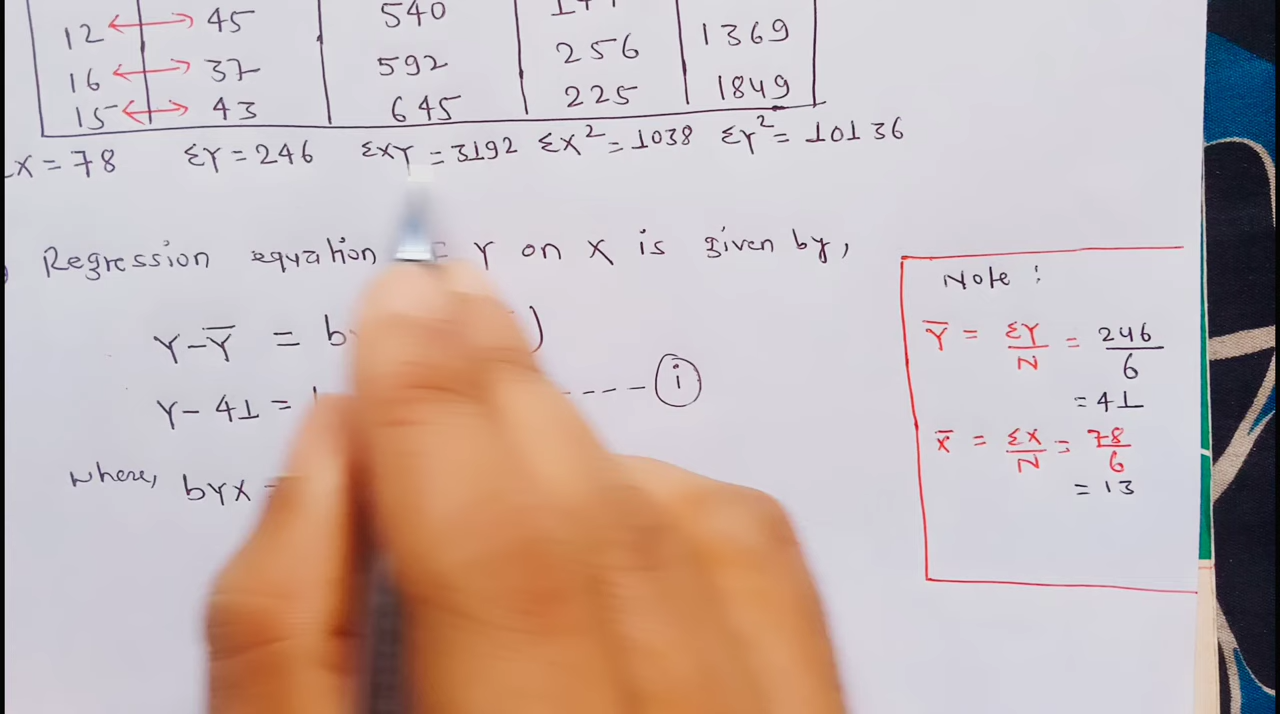 12 45 540
16 37 592 256 1369
15 43 645 225 1849
X = 78 ΣY = 246 ΣXY = 3192 ΣX² = 1038 ΣY² = 10136
Regression equation Y on X is given by,
Y - Y̅ = b )
Y - 41 = ---- (i)
where, bYX =
Note :
Y̅ = ΣY/N = 246/6
= 41
X̅ = ΣX/N = 78/6
= 13